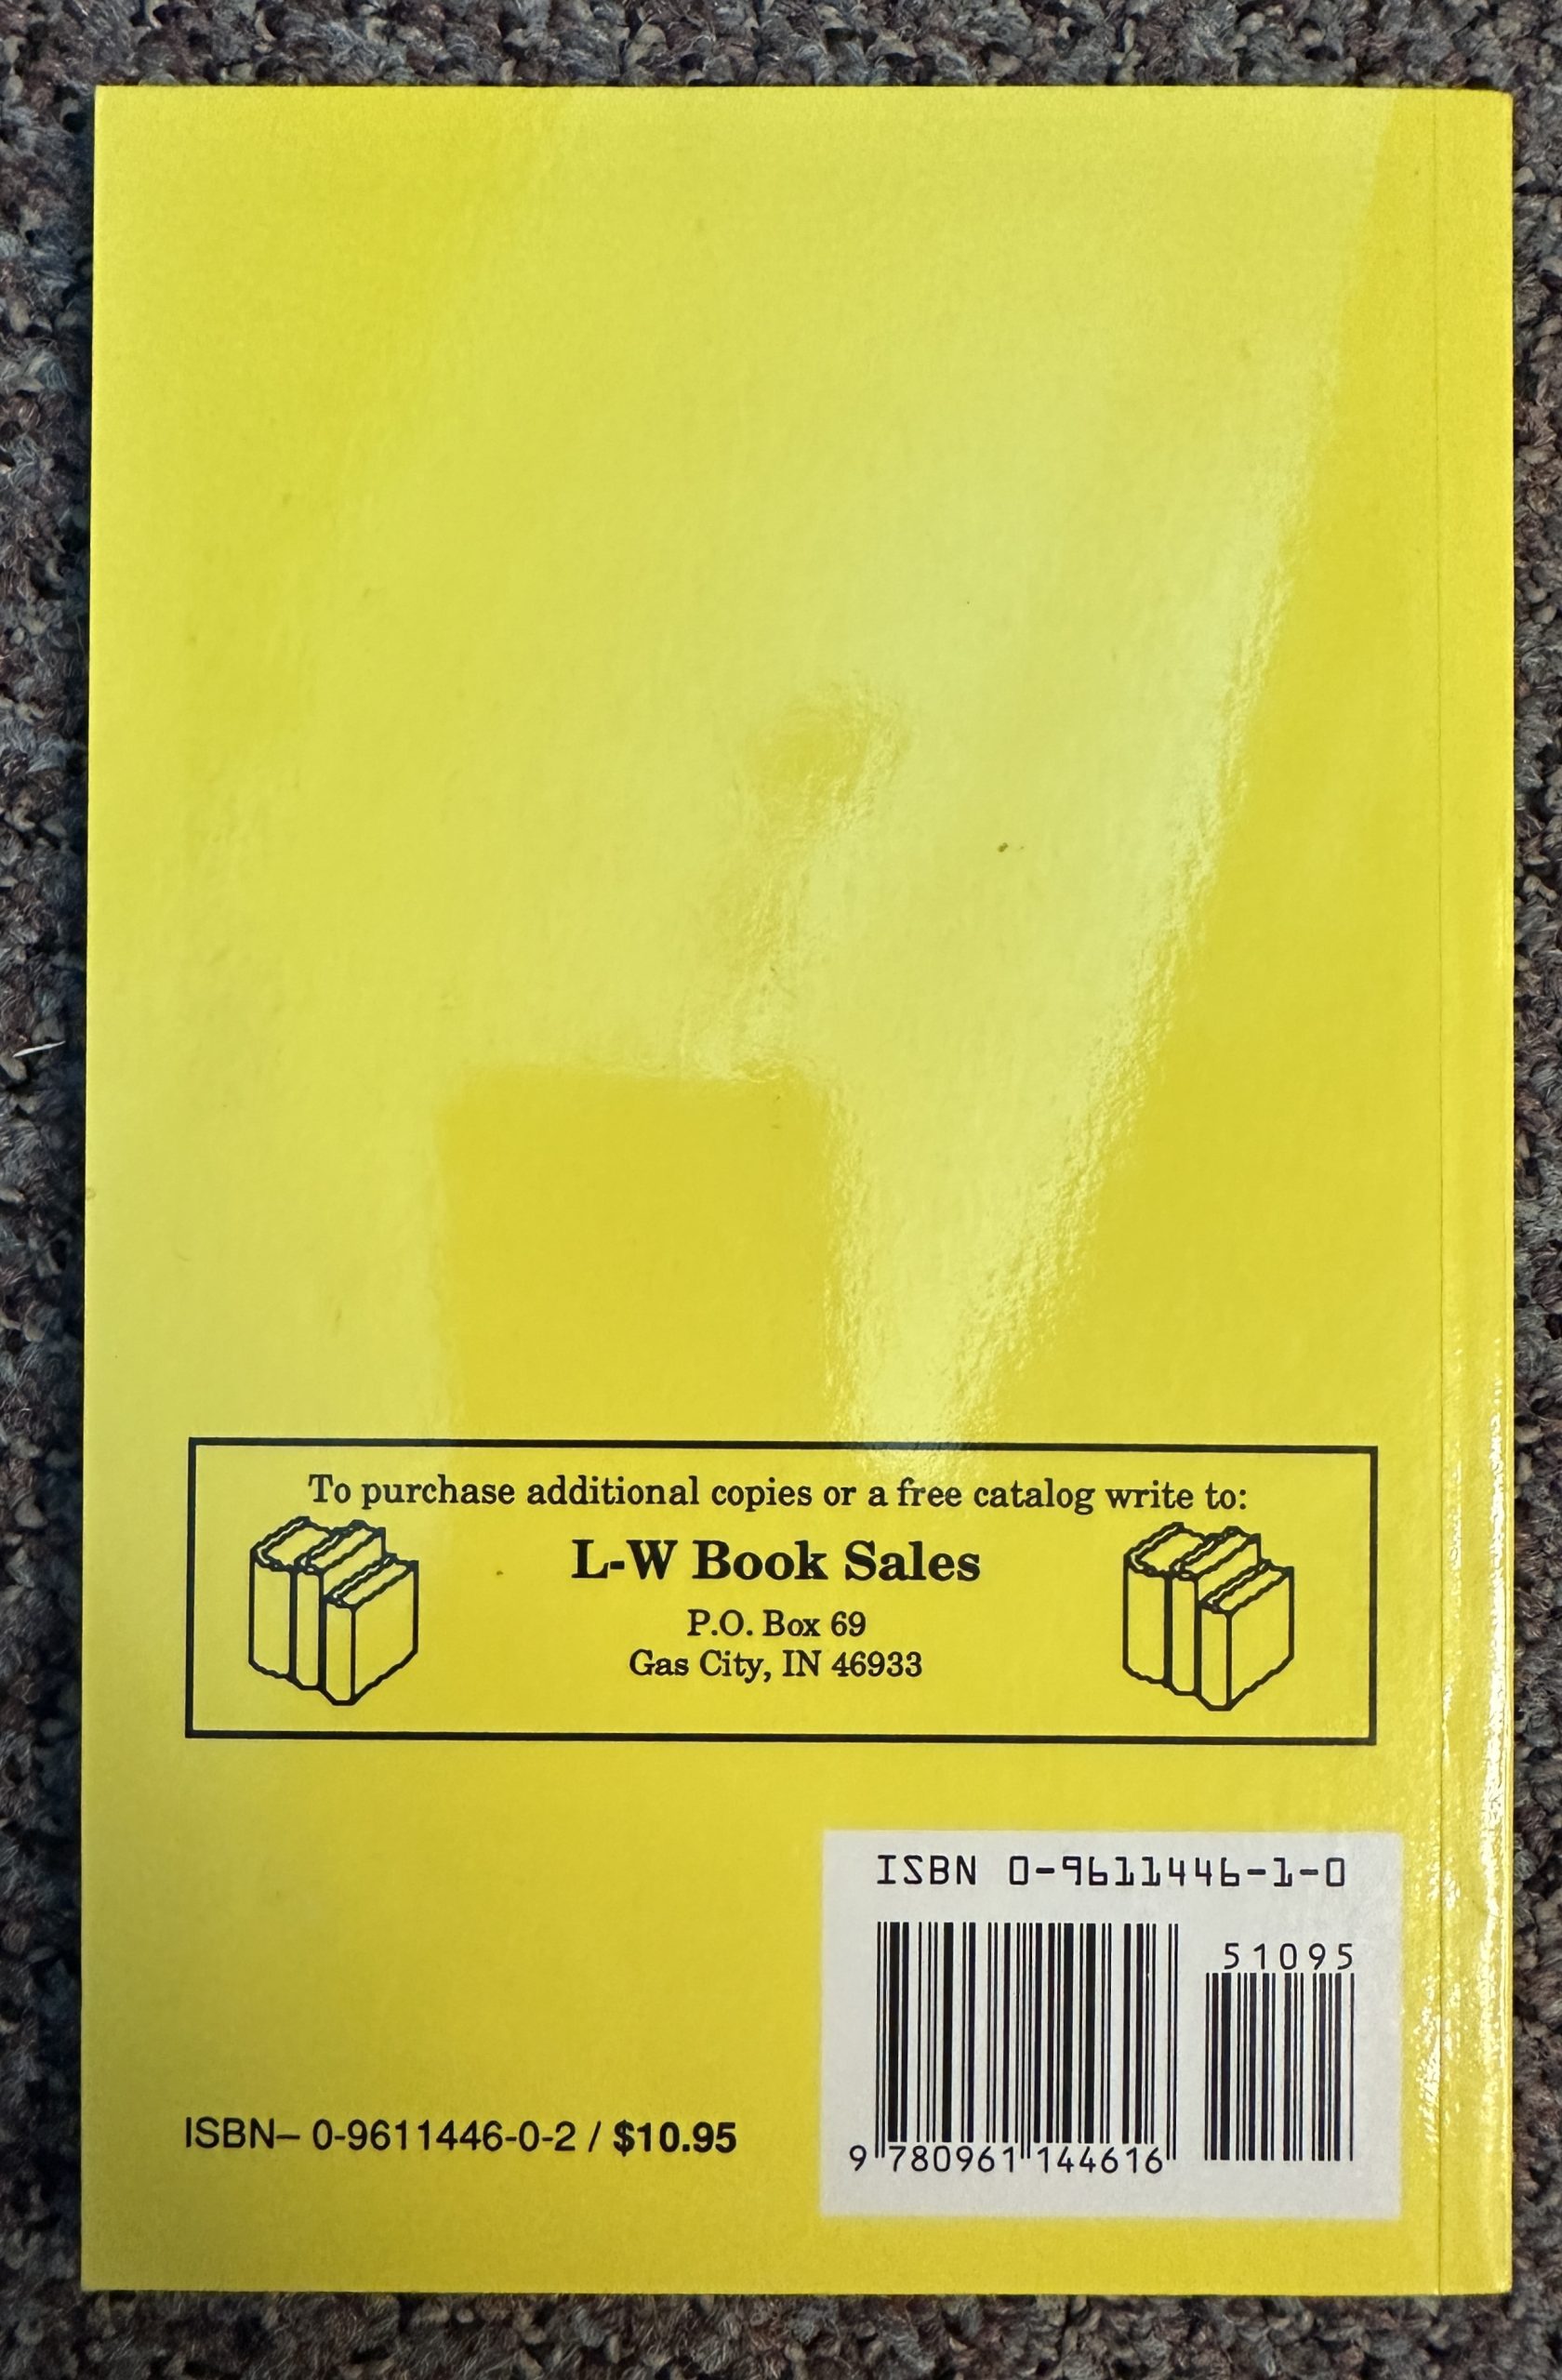 To purchase additional copies or a free catalog write to:
L-W Book Sales
P.O. Box 69
Gas City, IN 46933
ISBN 0-9611446-1-0
51095
9 780961 144616
ISBN– 0-9611446-0-2 / $10.95